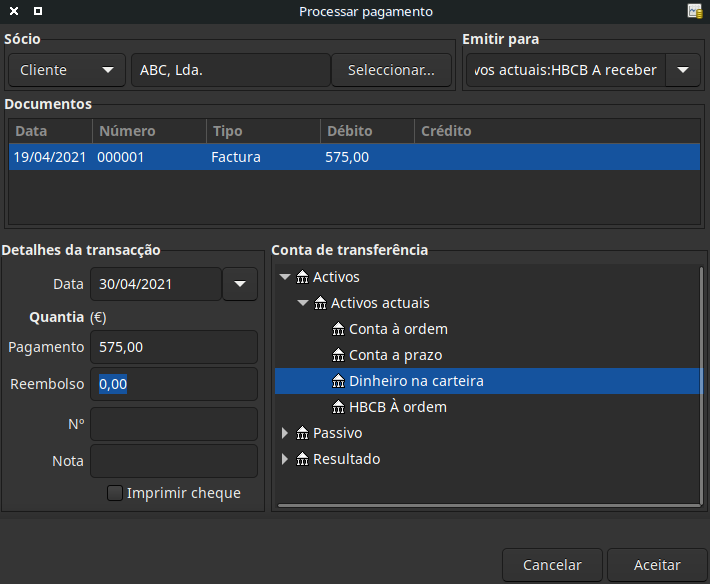 Processar pagamento
Sócio
Cliente ABC, Lda. Seleccionar...
Emitir para
vos actuais:HBCB A receber
Documentos
Data Número Tipo Débito Crédito
19/04/2021 000001 Factura 575,00
Detalhes da transacção
Data 30/04/2021
Quantia (€)
Pagamento 575,00
Reembolso 0,00
Nº
Nota
Imprimir cheque
Conta de transferência
Activos
Activos actuais
Conta à ordem
Conta a prazo
Dinheiro na carteira
HBCB À ordem
Passivo
Resultado
Cancelar Aceitar